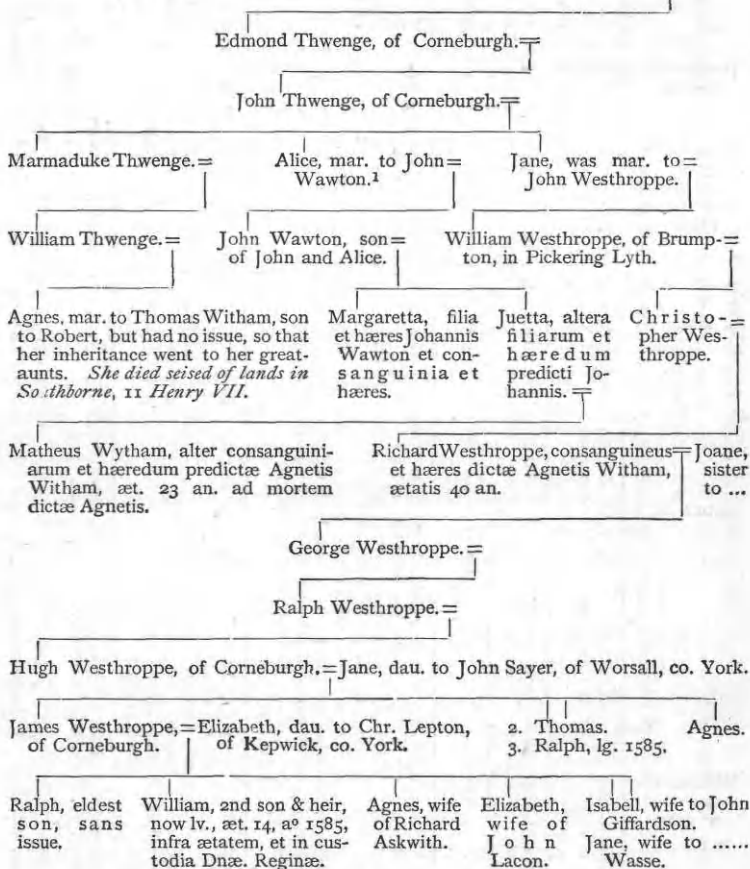 Edmond Thwenge, of Corneburgh.=
John Thwenge, of Corneburgh.=
Marmaduke Thwenge.=
Alice, mar. to John=
Wawton.¹
Jane, was mar. to=
John Westhroppe.
William Thwenge.=
John Wawton, son=
of John and Alice.
William Westhroppe, of Brump-=
ton, in Pickering Lyth.
Agnes, mar. to Thomas Witham, son
to Robert, but had no issue, so that
her inheritance went to her great-
aunts. She died seised of lands in
So:thborne, 11 Henry VII.
Margaretta, filia
et hæres Johannis
Wawton et con-
sanguinia et
hæres.
Juetta, altera
filiarum et
hæredum
predicti Jo-
hannis.=
Christo-
pher Wes-
throppe.
Matheus Wytham, alter consanguini-
arum et hæredum predictæ Agnetis
Witham, æt. 23 an. ad mortem
dictæ Agnetis.
Richard Westhroppe, consanguineus=
et hæres dictæ Agnetis Witham,
ætatis 40 an.
Joane,
sister
to ...
George Westhroppe.=
Ralph Westhroppe.=
Hugh Westhroppe, of Corneburgh.=Jane, dau. to John Sayer, of Worsall, co. York.
James Westhroppe,=
of Corneburgh.
Elizabeth, dau. to Chr. Lepton,
of Kepwick, co. York.
2. Thomas.
3. Ralph, lg. 1585.
Agnes.
Ralph, eldest
son, sans
issue.
William, 2nd son & heir,
now lv., æt. 14, aº 1585,
infra ætatem, et in cus-
todia Dnæ. Reginæ.
Agnes, wife
of Richard
Askwith.
Elizabeth,
wife of
John
Lacon.
Isabell, wife to John
Giffardson.
Jane, wife to ......
Wasse.